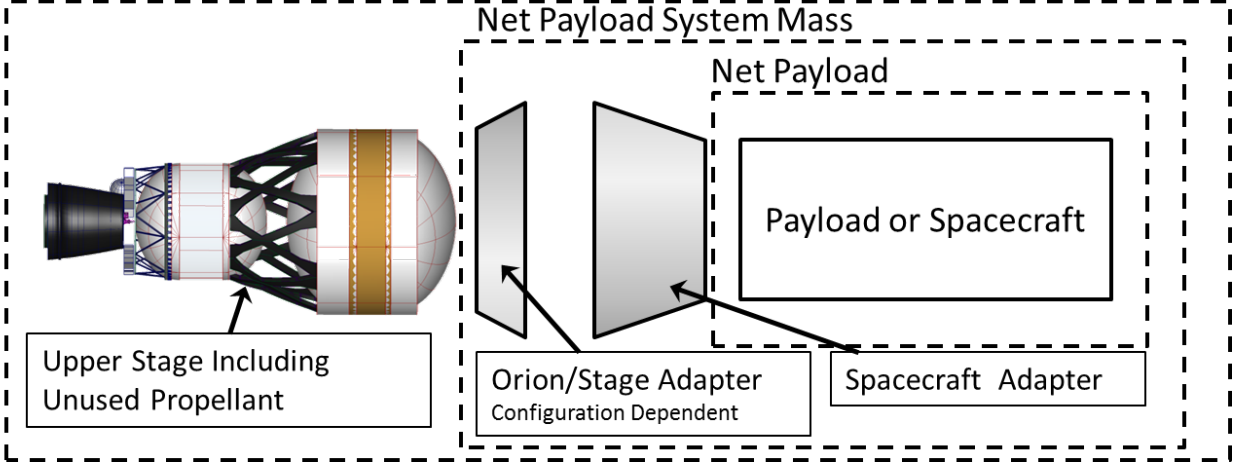 Net Payload System Mass
Net Payload
Payload or Spacecraft
Upper Stage Including
Unused Propellant
Orion/Stage Adapter
Configuration Dependent
Spacecraft Adapter